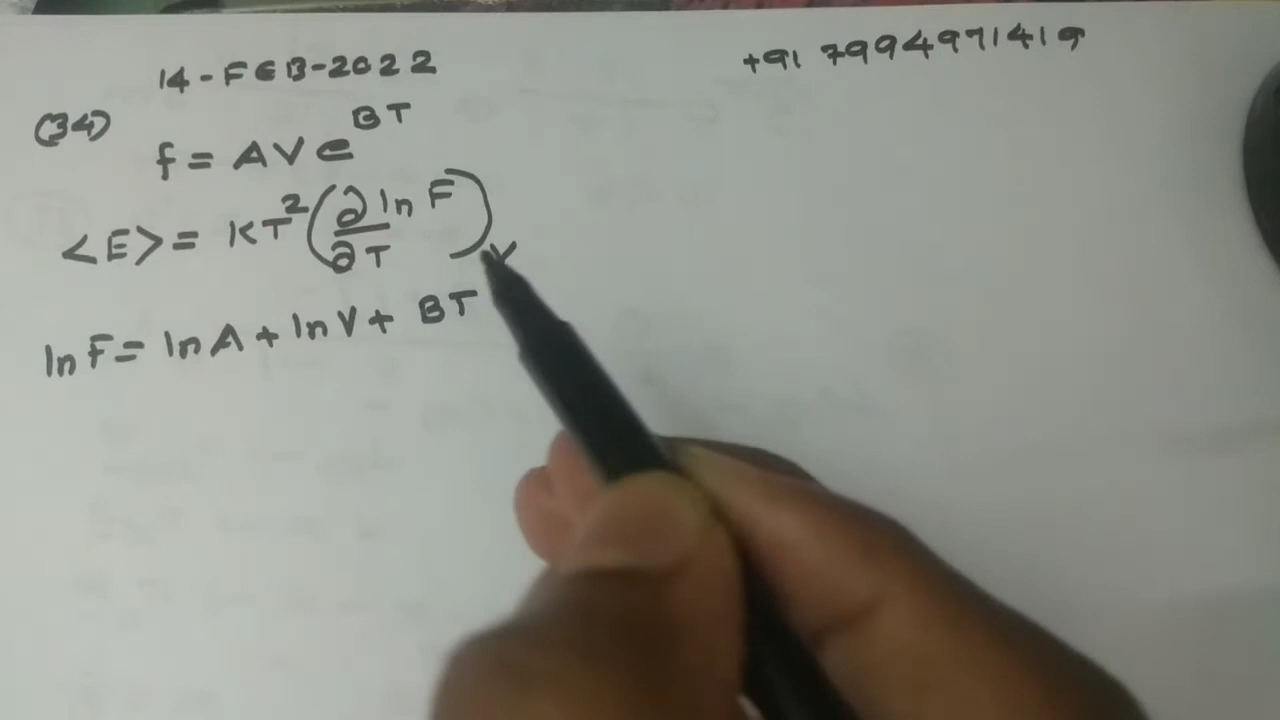 14-FEB-2022
+91 7994971419
(34) f = AVe^{BT}
<E> = KT^2 (∂ ln F / ∂T)_V
ln F = ln A + ln V + BT